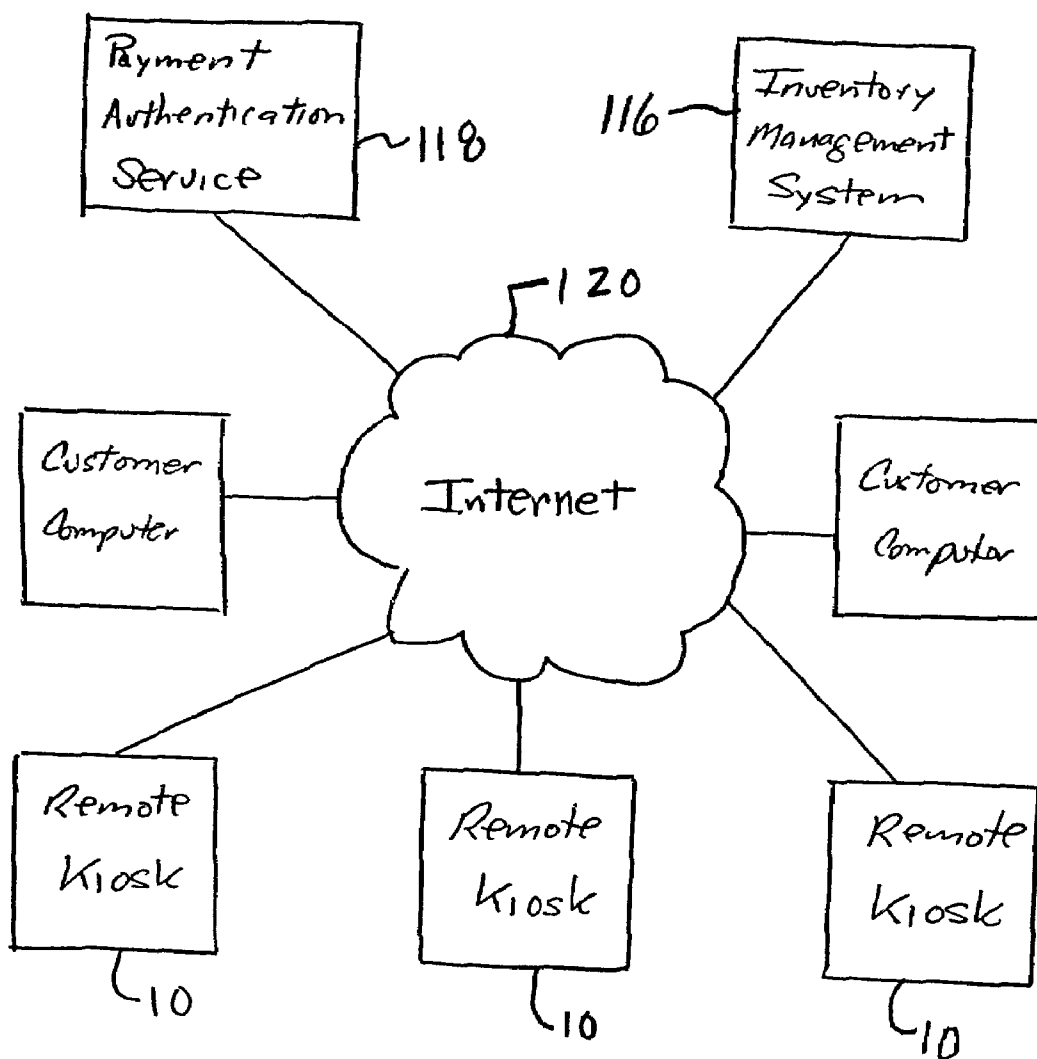 Payment
Authentication
Service
118
Inventory
Management
System
116
120
Internet
Customer
Computer
Customer
Computer
Remote
Kiosk
10
Remote
Kiosk
10
Remote
Kiosk
10